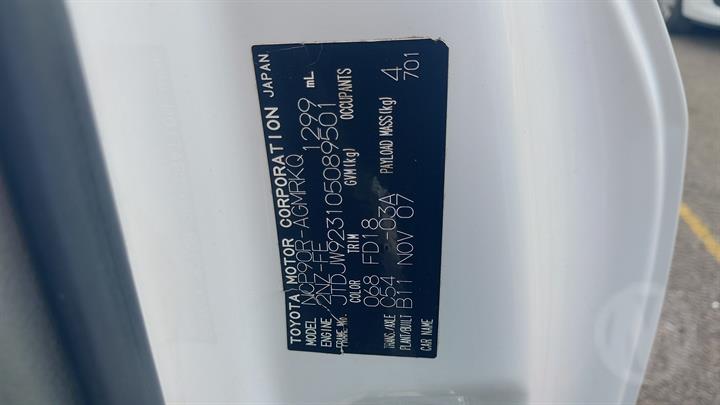 TOYOTA MOTOR CORPORATION JAPAN
MODEL NCP90R-AGMRKQ 1299 mL
ENGINE 2NZ-FE
FRME.No. JTDJW923105089501
COLOR TRIM GVM(kg) OCCUPANTS
068 FD18 4
TRANS./AXLE C54 -03A PAYLOAD MASS(kg) 701
PLANT/BUILT B11 NOV 07
CAR NAME